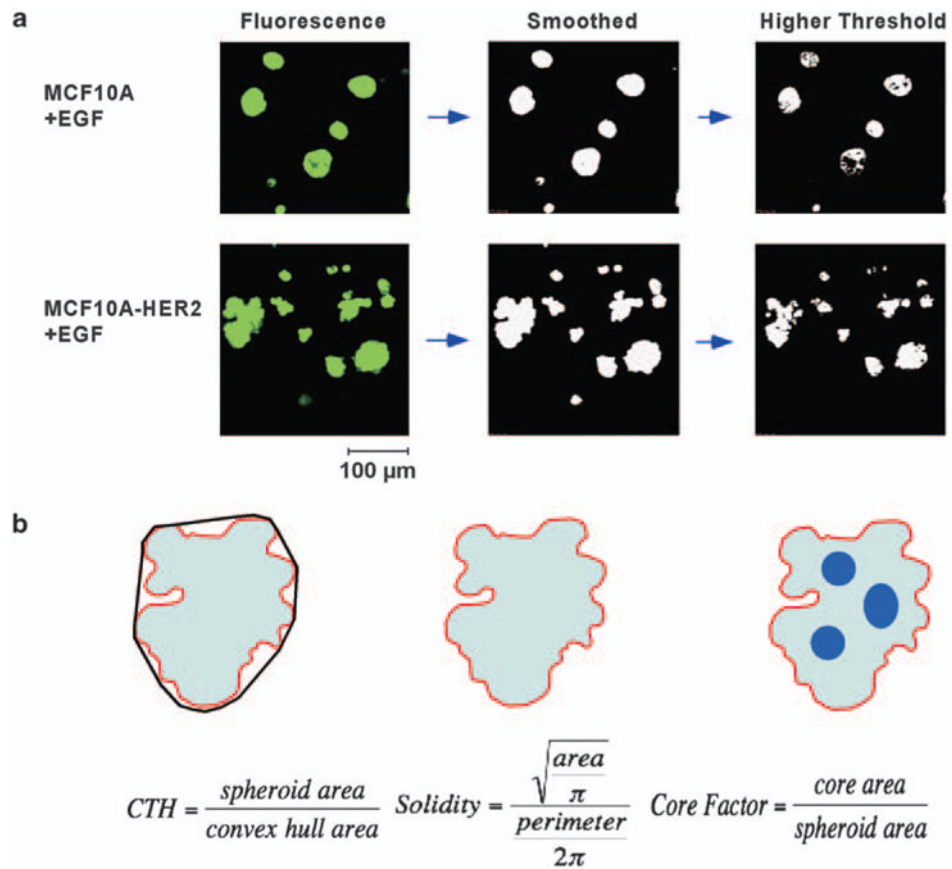 a
Fluorescence Smoothed Higher Threshold
MCF10A
+EGF
MCF10A-HER2
+EGF
100 µm
b
CTH = spheroid area / convex hull area
Solidity = √(area / π) / (perimeter / 2π)
Core Factor = core area / spheroid area